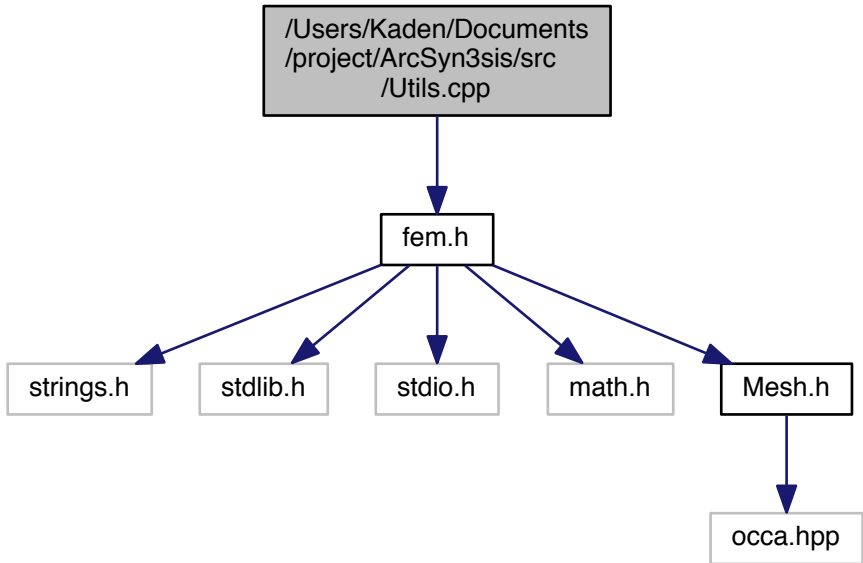 /Users/Kaden/Documents
/project/ArcSyn3sis/src
/Utils.cpp
fem.h
strings.h
stdlib.h
stdio.h
math.h
Mesh.h
occa.hpp